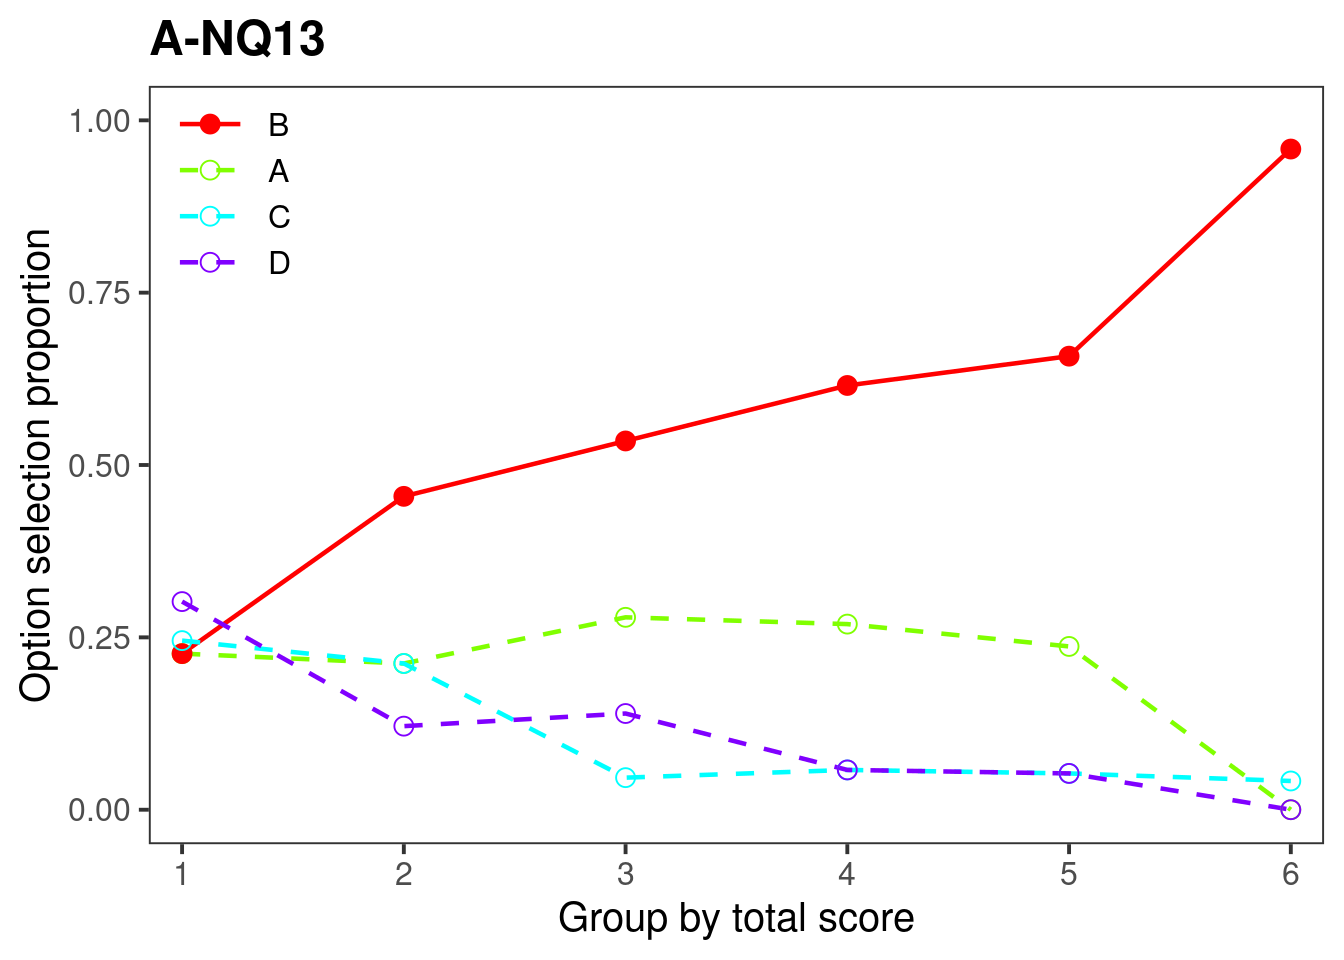 A-NQ13
1.00
0.75
0.50
0.25
0.00
Option selection proportion
B
A
C
D
1 2 3 4 5 6
Group by total score